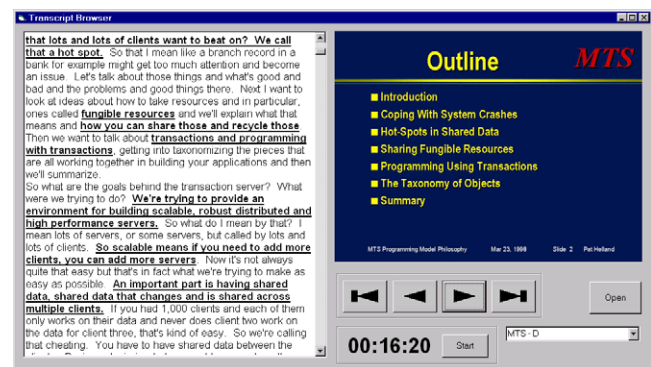 Transcript Browser
that lots and lots of clients want to beat on? We call
that a hot spot. So that I mean like a branch record in a
bank for example might get too much attention and become
an issue. Let's talk about those things and what's good and
bad and the problems and good things there. Next I want to
look at ideas about how to take resources and in particular,
ones called fungible resources and we'll explain what that
means and how you can share those and recycle those.
Then we want to talk about transactions and programming
with transactions, getting into taxonomizing the pieces that
are all working together in building your applications and then
we'll summarize.
So what are the goals behind the transaction server? What
were we trying to do? We're trying to provide an
environment for building scalable, robust distributed and
high performance servers. So what do I mean by that? I
mean lots of servers, or some servers, but called by lots and
lots of clients. So scalable means if you need to add more
clients, you can add more servers. Now it's not always
quite that easy but that's in fact what we're trying to make as
easy as possible. An important part is having shared
data, shared data that changes and is shared across
multiple clients. If you had 1,000 clients and each of them
only works on their data and never does client two work on
the data for client three, that's kind of easy. So we're calling
that cheating. You have to have shared data between the
Outline
MTS
Introduction
Coping With System Crashes
Hot-Spots in Shared Data
Sharing Fungible Resources
Programming Using Transactions
The Taxonomy of Objects
Summary
MTS Programming Model Philosophy Mar 23, 1998 Slide 2 Pat Helland
Open
00:16:20
Start
MTS - D